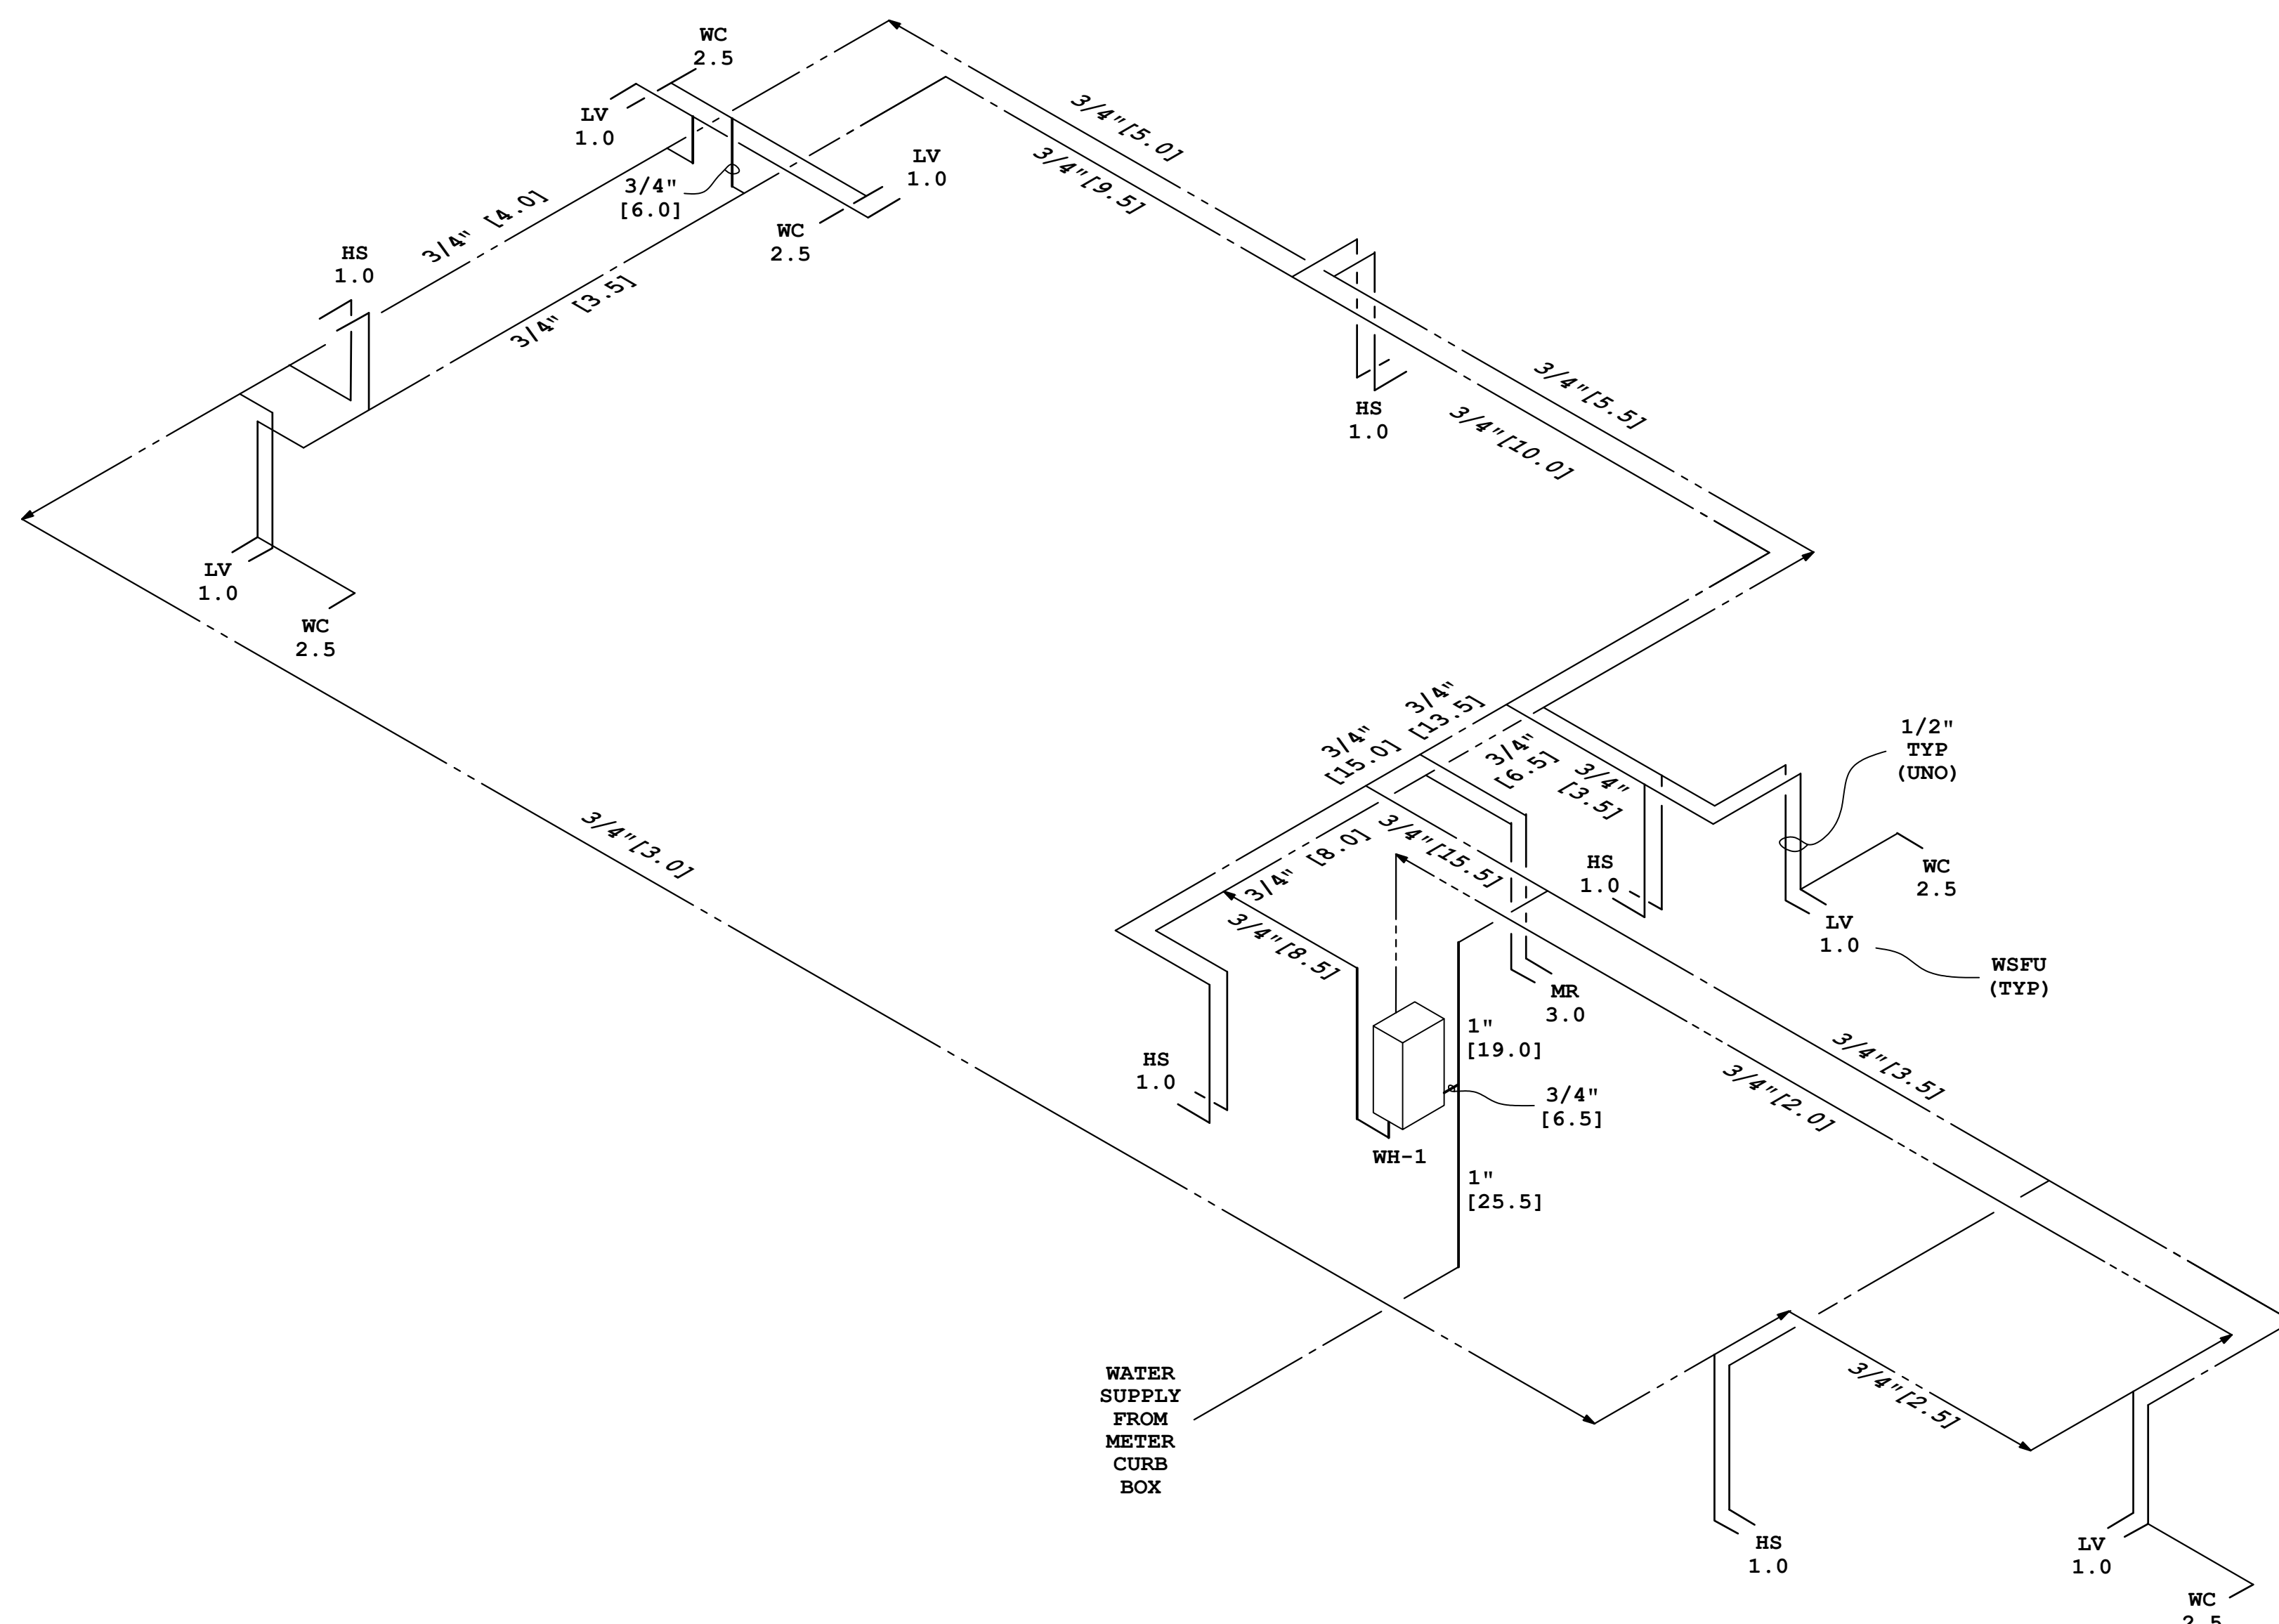 WC
2.5
LV
1.0
3/4"[5.0]
3/4"[9.5]
LV
1.0
3/4"
[6.0]
3/4" [4.0]
WC
2.5
HS
1.0
3/4" [3.5]
3/4"[5.5]
HS
1.0
3/4"[10.0]
LV
1.0
WC
2.5
3/4"
[13.5]
3/4"
[15.0]
3/4"
[6.5]
3/4"
[3.5]
1/2"
TYP
(UNO)
3/4"[3.0]
3/4" [8.0]
3/4"[15.5]
HS
1.0
WC
2.5
LV
1.0
3/4"[8.5]
WSFU
(TYP)
MR
3.0
1"
[19.0]
HS
1.0
3/4"
[6.5]
3/4"[3.5]
3/4"[2.0]
WH-1
1"
[25.5]
WATER
SUPPLY
FROM
METER
CURB
BOX
3/4"[2.5]
HS
1.0
LV
1.0
WC
2.5